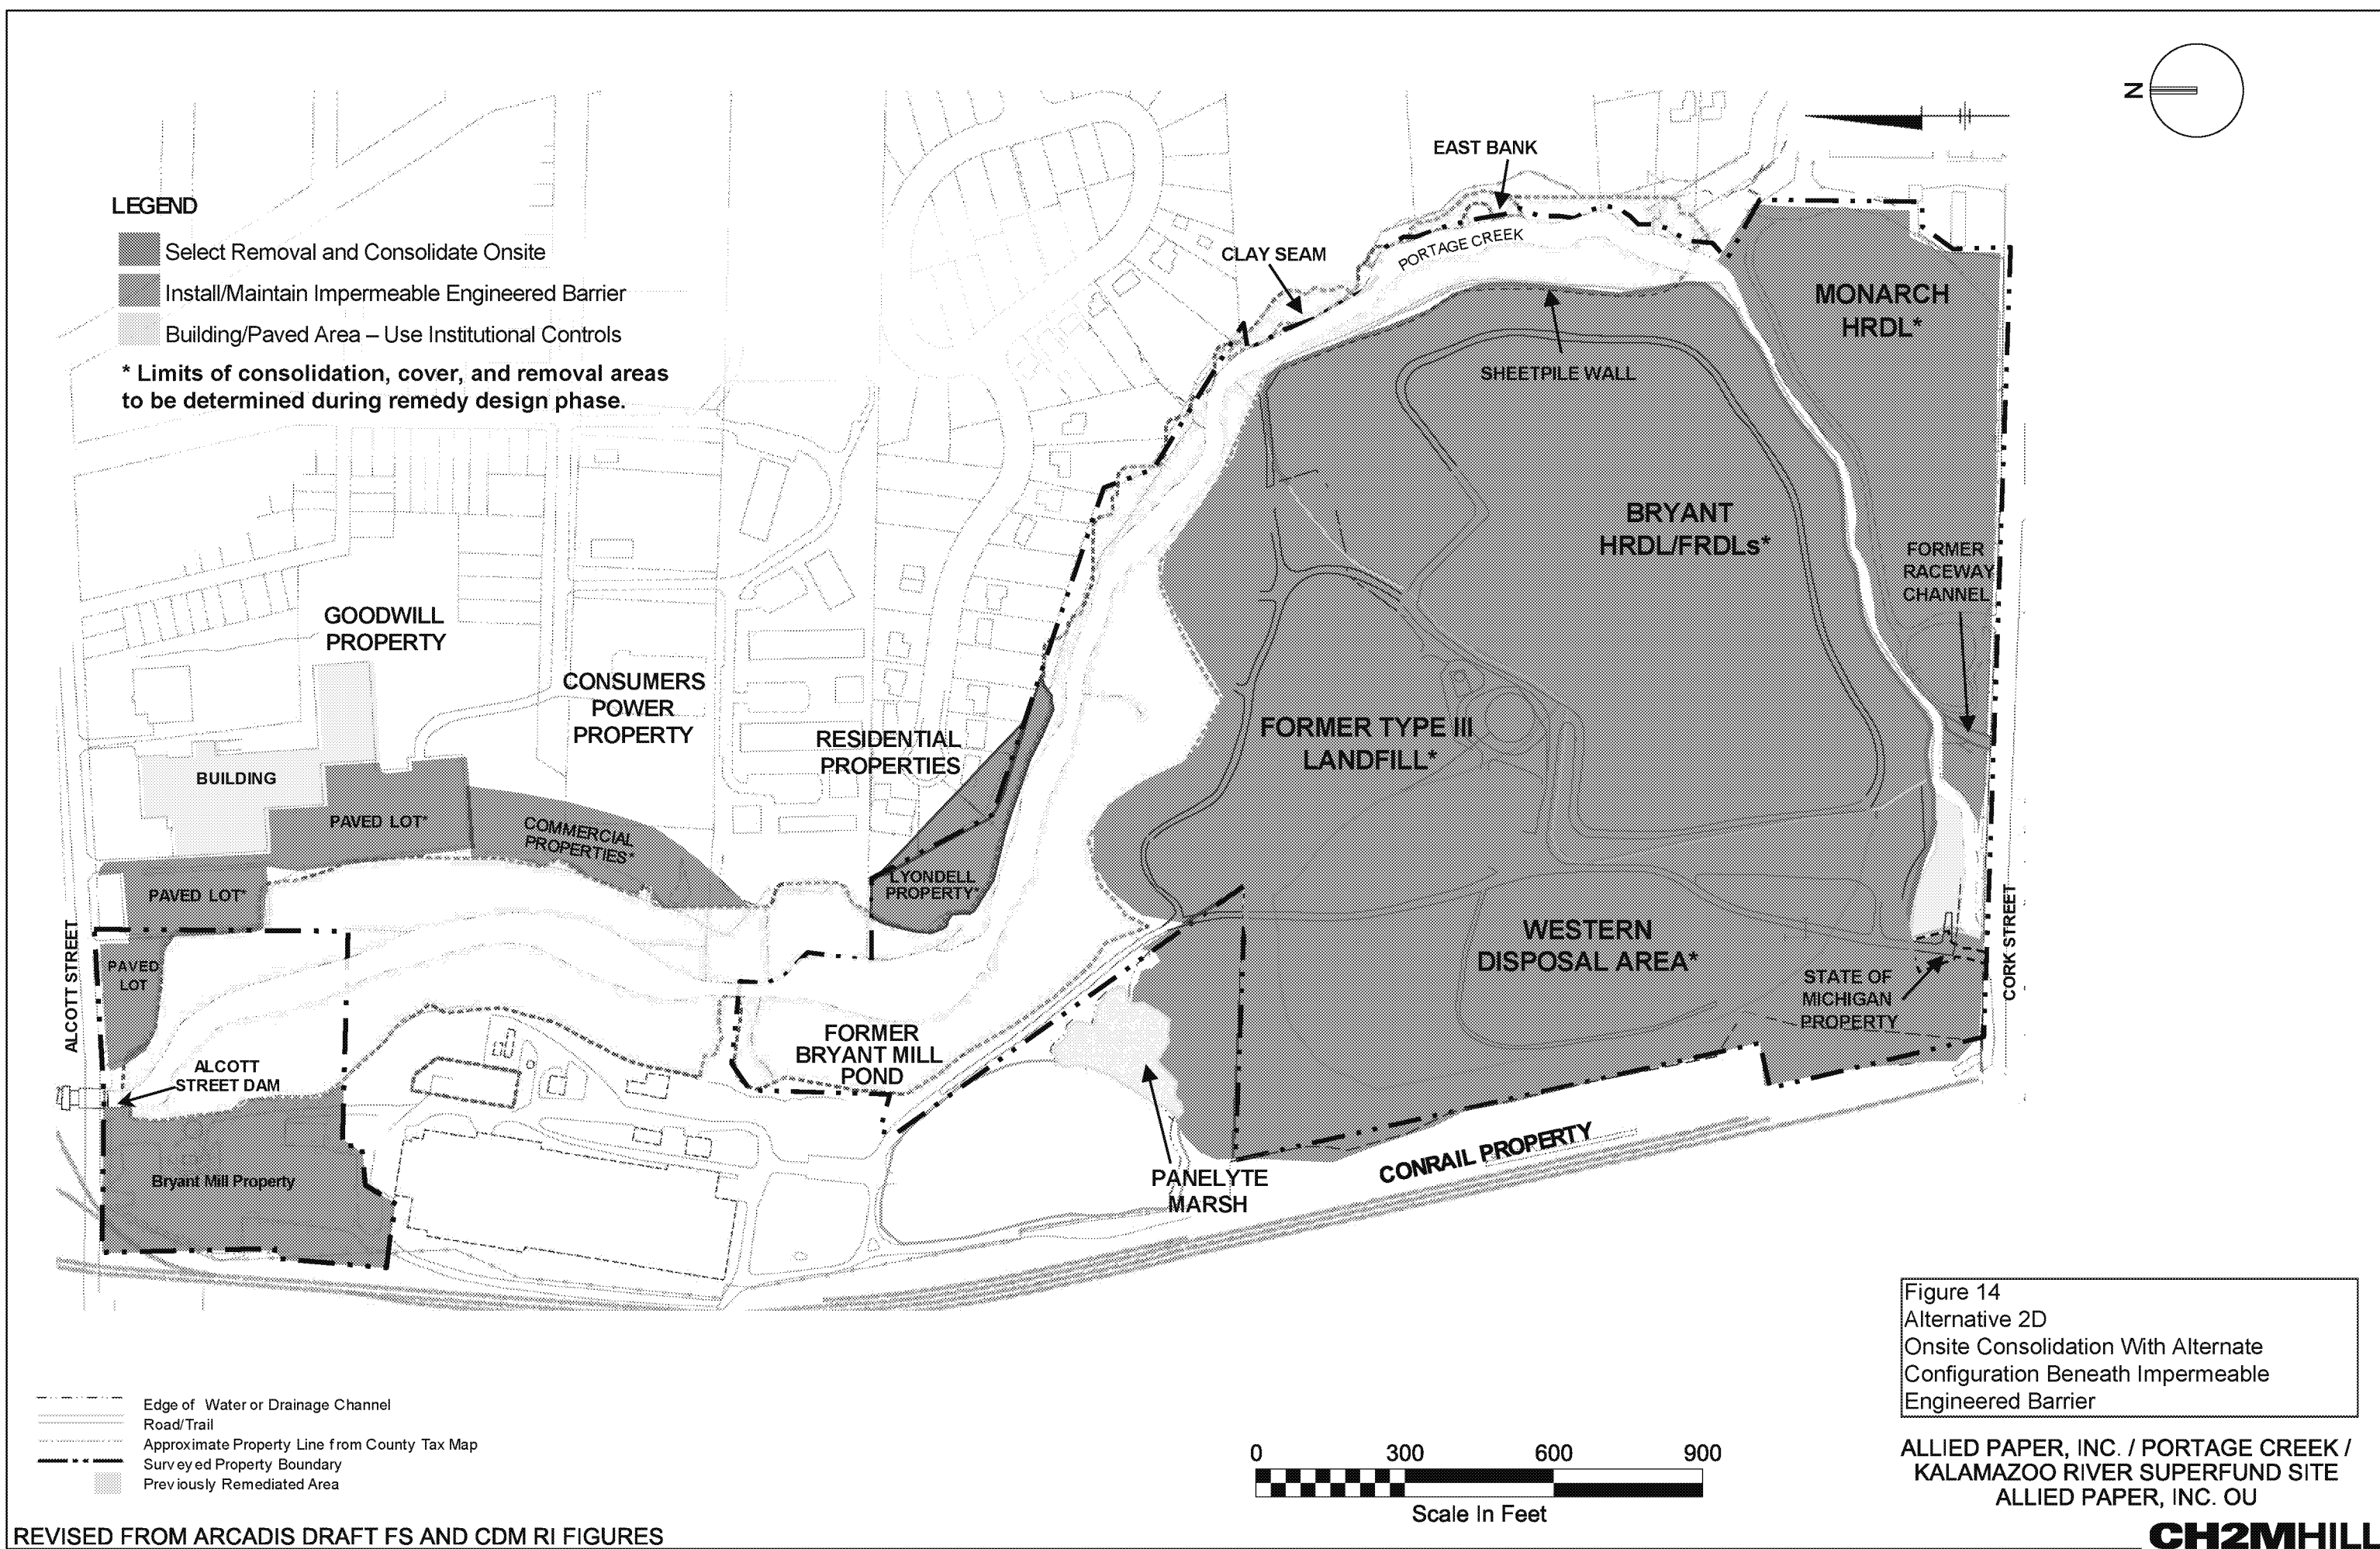 N
EAST BANK
PORTAGE CREEK
CLAY SEAM
LEGEND
Select Removal and Consolidate Onsite
Install/Maintain Impermeable Engineered Barrier
Building/Paved Area – Use Institutional Controls
* Limits of consolidation, cover, and removal areas
to be determined during remedy design phase.
MONARCH
HRDL*
SHEETPILE WALL
BRYANT
HRDL/FRDLs*
FORMER
RACEWAY
CHANNEL
GOODWILL
PROPERTY
CONSUMERS
POWER
PROPERTY
RESIDENTIAL
PROPERTIES
FORMER TYPE III
LANDFILL*
BUILDING
PAVED LOT*
COMMERCIAL
PROPERTIES*
PAVED LOT*
LYONDELL
PROPERTY*
ALCOTT STREET
PAVED
LOT
WESTERN
DISPOSAL AREA*
STATE OF
MICHIGAN
PROPERTY
CORK STREET
FORMER
BRYANT MILL
POND
ALCOTT
STREET DAM
Bryant Mill Property
PANELYTE
MARSH
CONRAIL PROPERTY
Figure 14
Alternative 2D
Onsite Consolidation With Alternate
Configuration Beneath Impermeable
Engineered Barrier
Edge of Water or Drainage Channel
Road/Trail
Approximate Property Line from County Tax Map
Surveyed Property Boundary
Previously Remediated Area
0 300 600 900
Scale In Feet
ALLIED PAPER, INC. / PORTAGE CREEK /
KALAMAZOO RIVER SUPERFUND SITE
ALLIED PAPER, INC. OU
REVISED FROM ARCADIS DRAFT FS AND CDM RI FIGURES
CH2MHILL